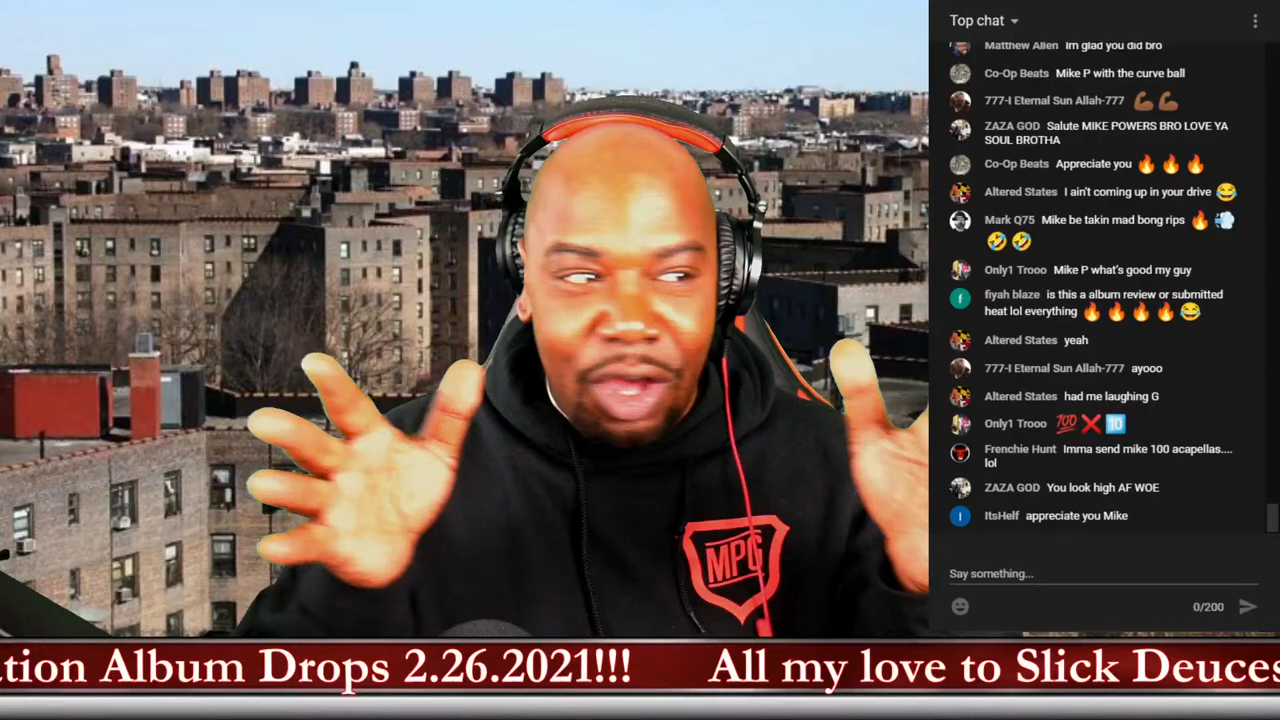 Top chat
Matthew Allen Im glad you did bro
Co-Op Beats Mike P with the curve ball
777-I Eternal Sun Allah-777 💪🏾💪🏾
ZAZA GOD Salute MIKE POWERS BRO LOVE YA
SOUL BROTHA
Co-Op Beats Appreciate you 🔥🔥🔥
Altered States I ain't coming up in your drive 😂
Mark Q75 Mike be takin mad bong rips 🔥💨
🤣🤣
Only1 Trooo Mike P what's good my guy
f
fiyah blaze is this a album review or submitted
heat lol everything 🔥🔥🔥🔥😂
Altered States yeah
777-I Eternal Sun Allah-777 ayooo
Altered States had me laughing G
Only1 Trooo 💯❌🔟
Frenchie Hunt Imma send mike 100 acapellas....
lol
ZAZA GOD You look high AF WOE
I
ItsHelf appreciate you Mike
Say something...
0/200
MPG
tion Album Drops 2.26.2021!!! All my love to Slick Deuces